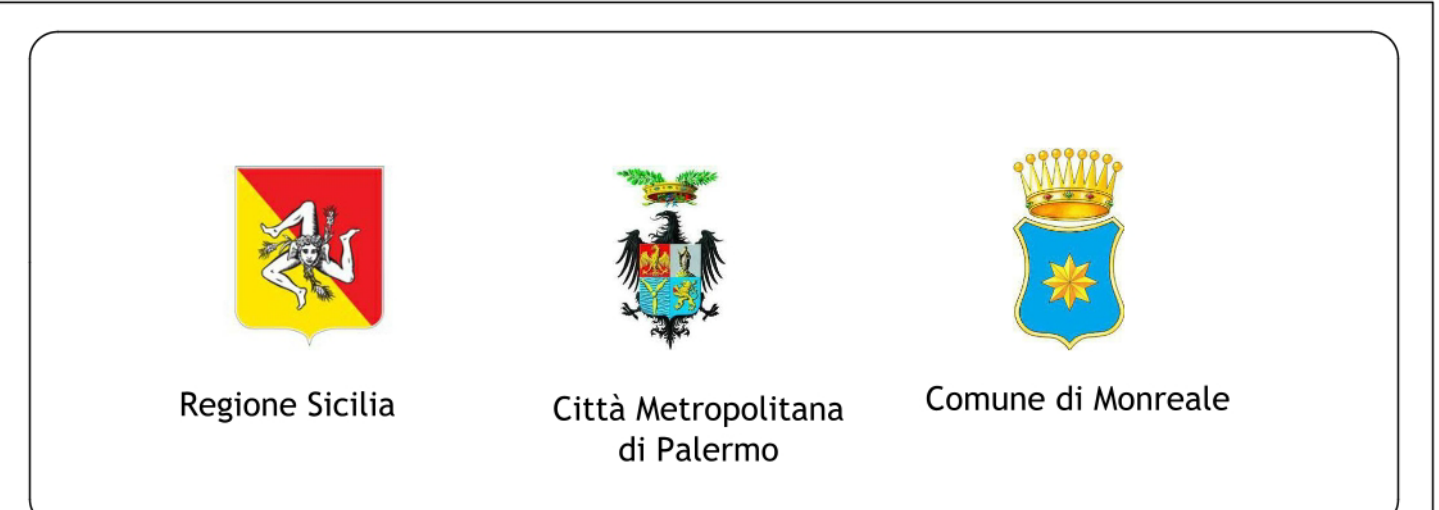 Regione Sicilia
Città Metropolitana
di Palermo
Comune di Monreale